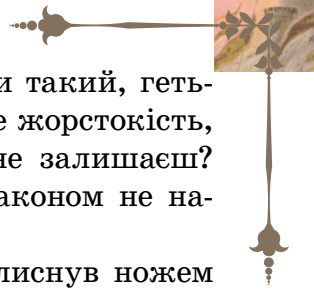 и такий, геть-
е жорстокість,
не залишаєш?
аконом не на-
лиснув ножем